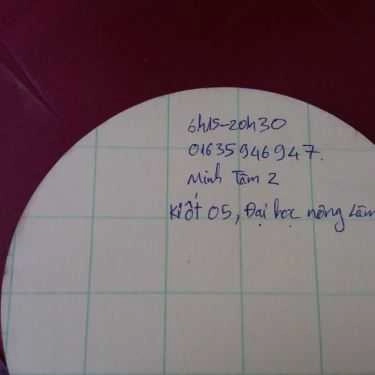 6h15-20h30
01635946947.
Minh Tâm 2
Kiốt 05, Đại học nông Lâm